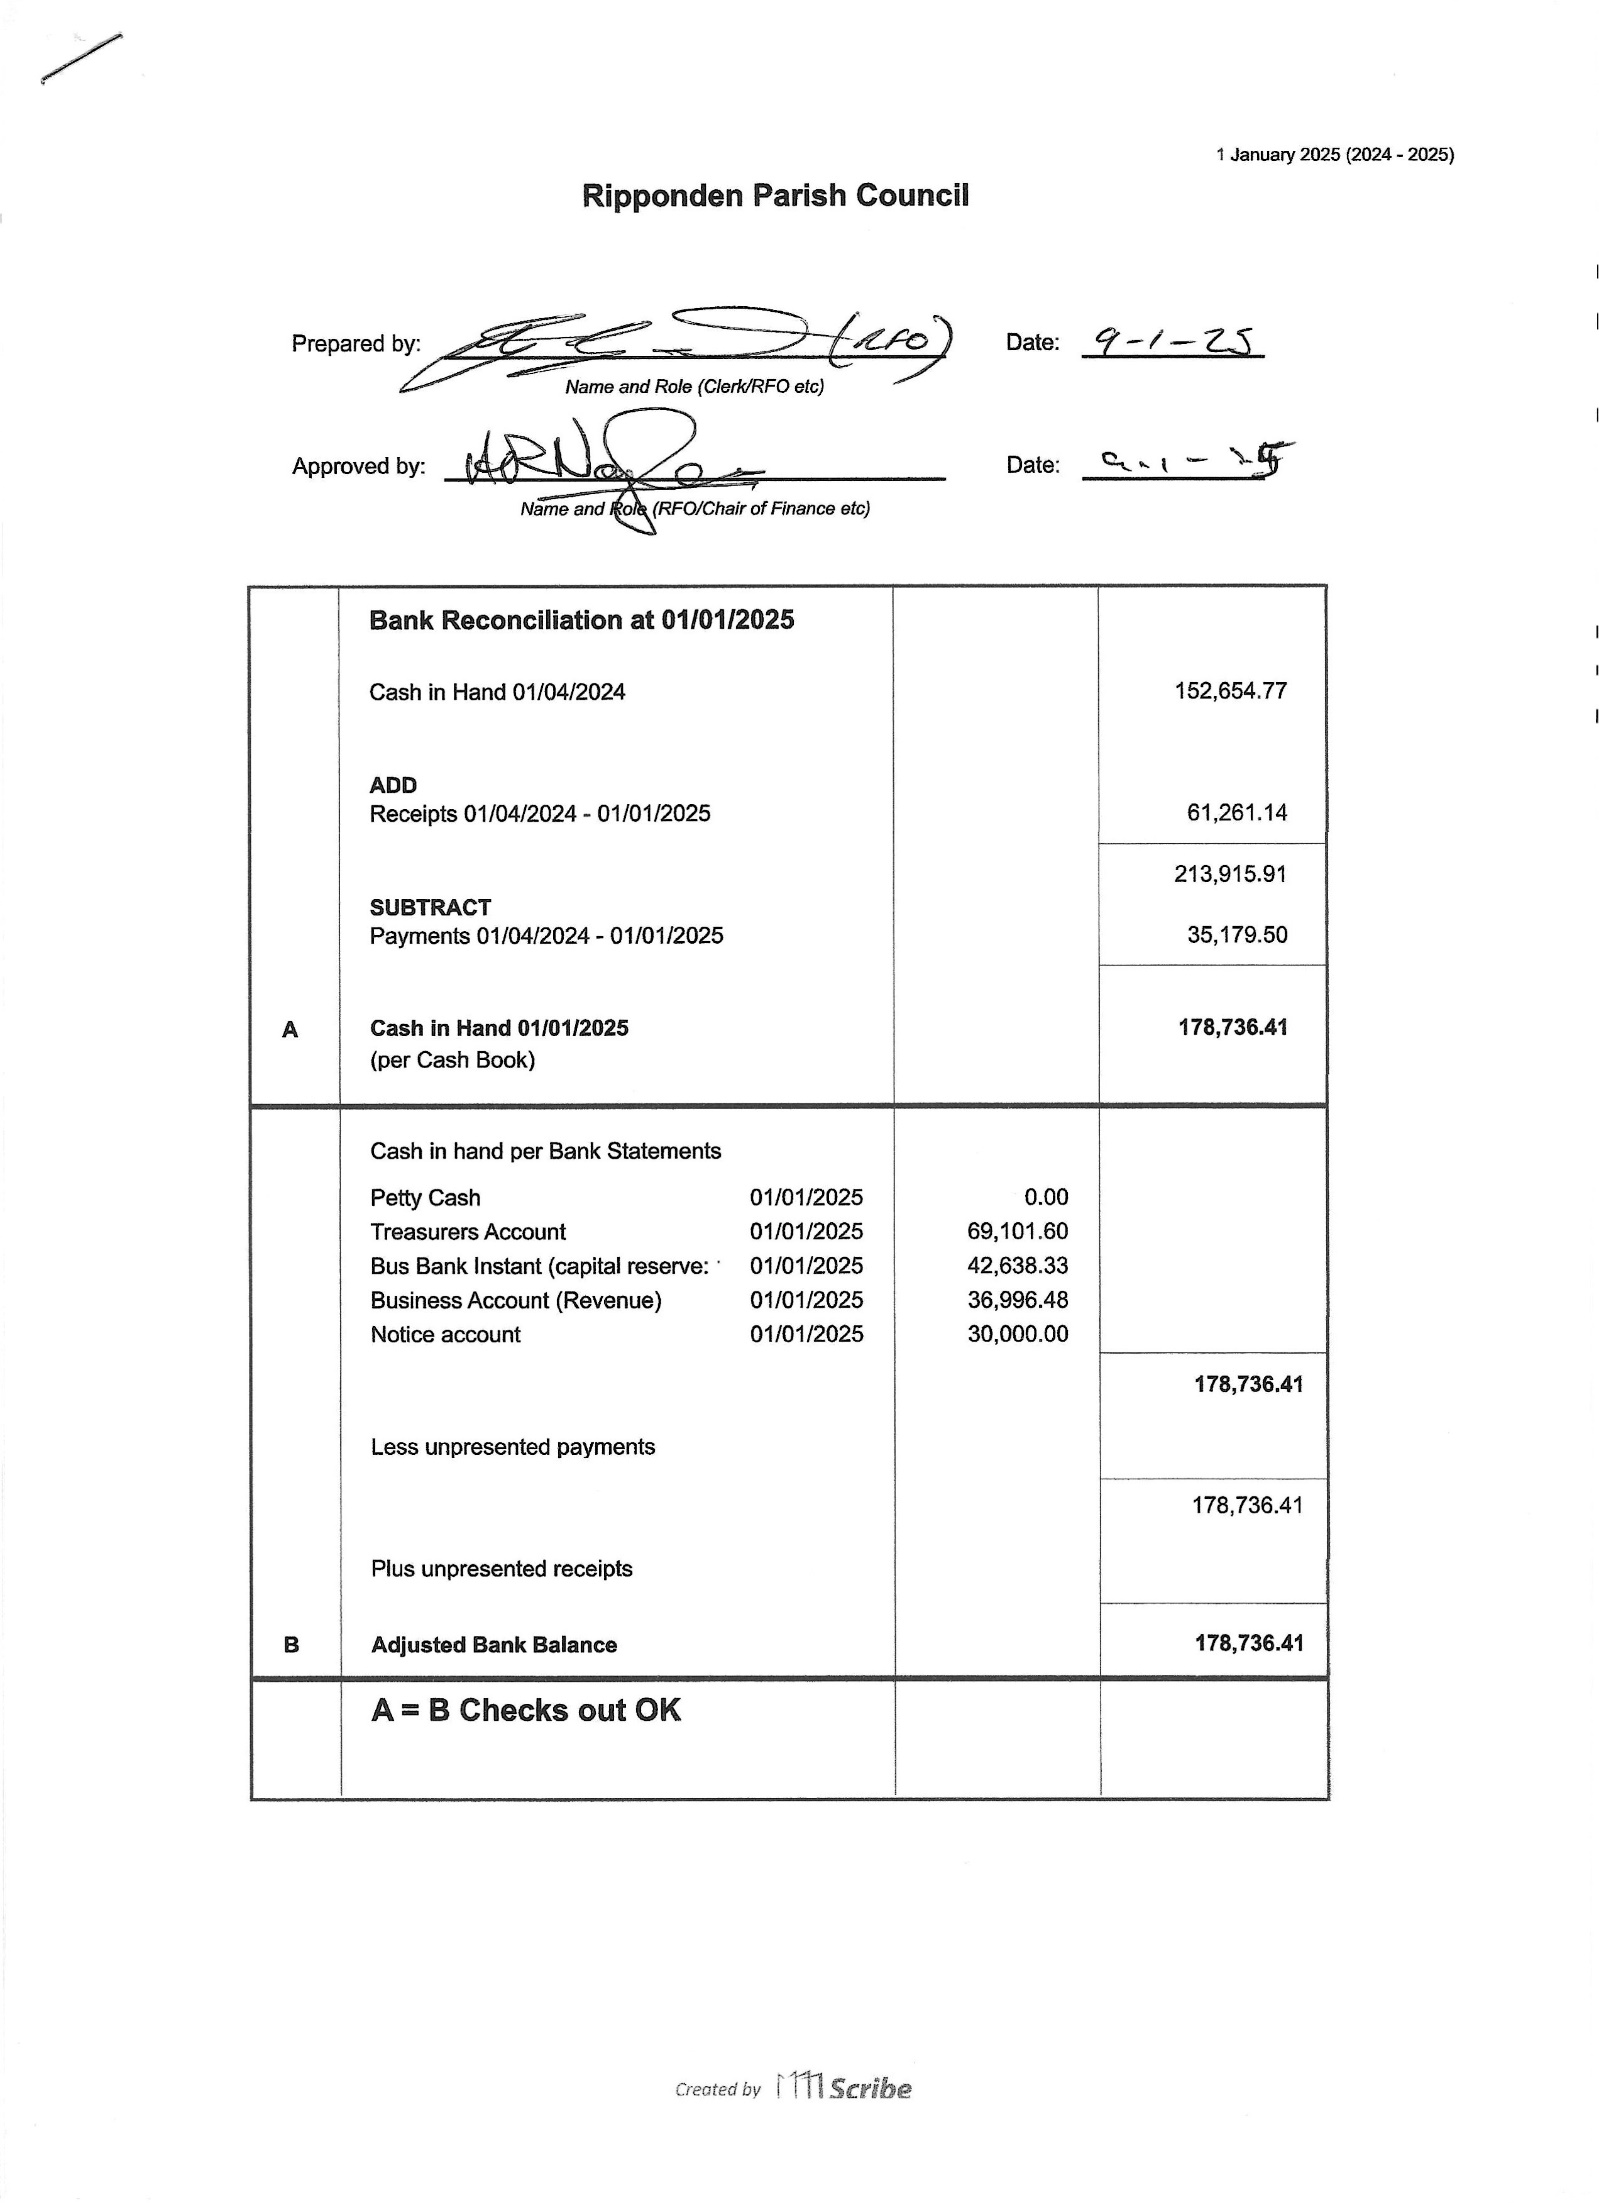 1 January 2025 (2024 - 2025)
Ripponden Parish Council
Prepared by: (RFO) Date: 9-1-25
Name and Role (Clerk/RFO etc)
Approved by: Date: 9-1-25
Name and Role (RFO/Chair of Finance etc)
Bank Reconciliation at 01/01/2025
Cash in Hand 01/04/2024 152,654.77
ADD
Receipts 01/04/2024 - 01/01/2025 61,261.14
213,915.91
SUBTRACT
Payments 01/04/2024 - 01/01/2025 35,179.50
A Cash in Hand 01/01/2025 178,736.41
(per Cash Book)
Cash in hand per Bank Statements
Petty Cash 01/01/2025 0.00
Treasurers Account 01/01/2025 69,101.60
Bus Bank Instant (capital reserve: 01/01/2025 42,638.33
Business Account (Revenue) 01/01/2025 36,996.48
Notice account 01/01/2025 30,000.00
178,736.41
Less unpresented payments
178,736.41
Plus unpresented receipts
B Adjusted Bank Balance 178,736.41
A = B Checks out OK
Created by Scribe